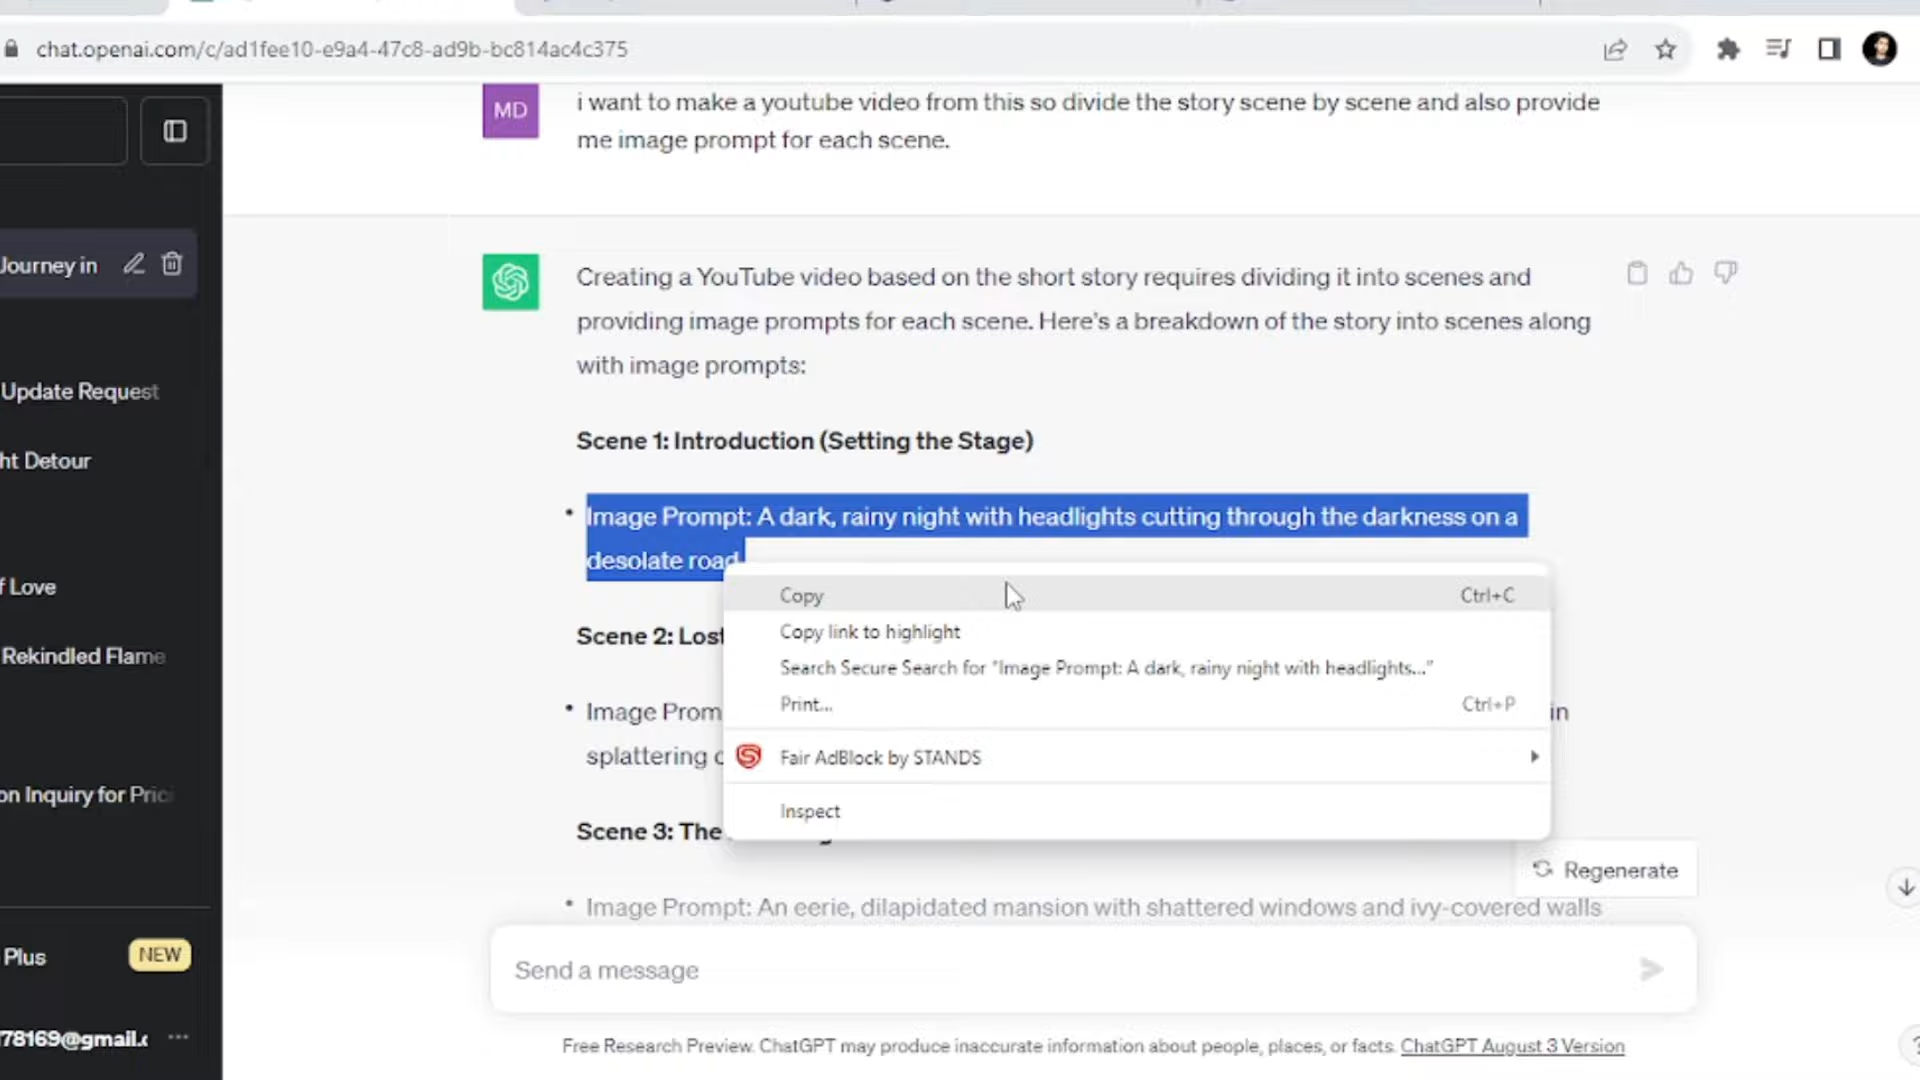 chat.openai.com/c/ad1fee10-e9a4-47c8-ad9b-bc814ac4c375
MD
i want to make a youtube video from this so divide the story scene by scene and also provide
me image prompt for each scene.
Journey in
Creating a YouTube video based on the short story requires dividing it into scenes and
providing image prompts for each scene. Here's a breakdown of the story into scenes along
with image prompts:
Update Request
Scene 1: Introduction (Setting the Stage)
ht Detour
Image Prompt: A dark, rainy night with headlights cutting through the darkness on a
desolate road.
f Love
Copy Ctrl+C
Copy link to highlight
Scene 2: Lost
Rekindled Flame
Search Secure Search for "Image Prompt: A dark, rainy night with headlights..."
Print... Ctrl+P
Image Prom in
splattering
Fair AdBlock by STANDS
on Inquiry for Pric
Inspect
Scene 3: The
Regenerate
Image Prompt: An eerie, dilapidated mansion with shattered windows and ivy-covered walls
Plus NEW
Send a message
78169@gmail.c ...
Free Research Preview. ChatGPT may produce inaccurate information about people, places, or facts. ChatGPT August 3 Version
?